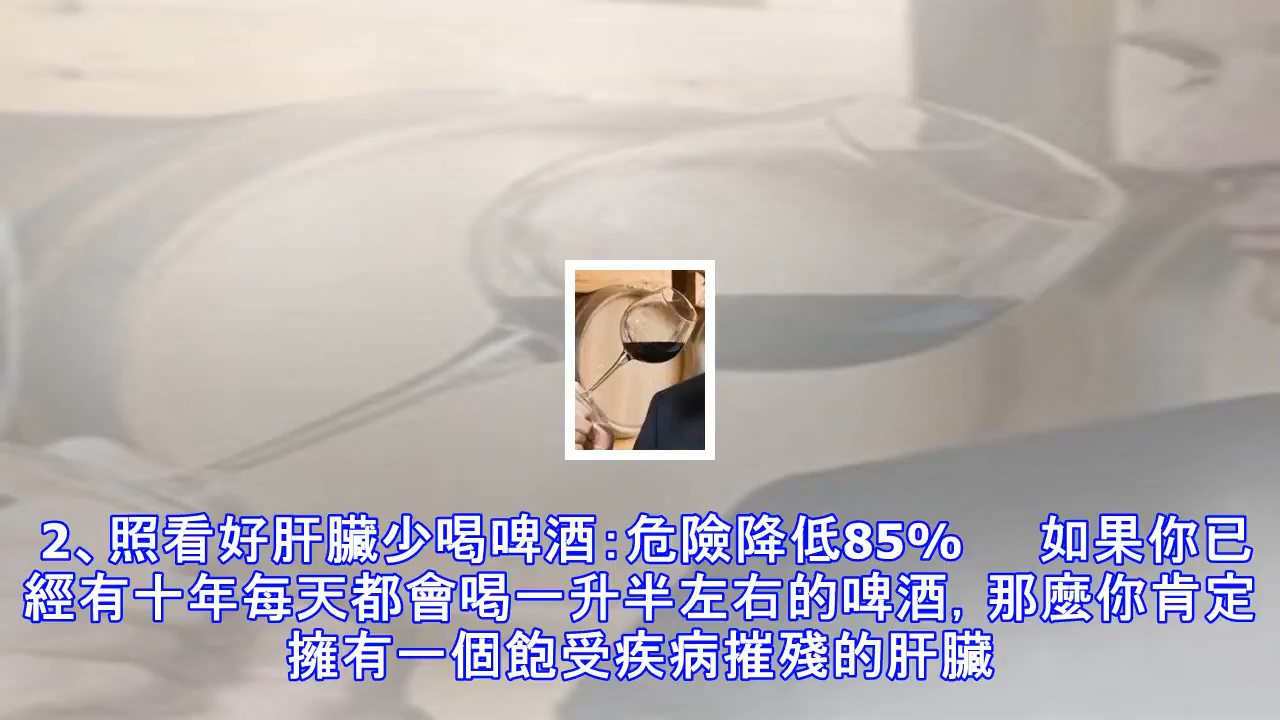 2、照看好肝臟少喝啤酒:危險降低85% 如果你已
經有十年每天都會喝一升半左右的啤酒, 那麼你肯定
擁有一個飽受疾病摧殘的肝臟